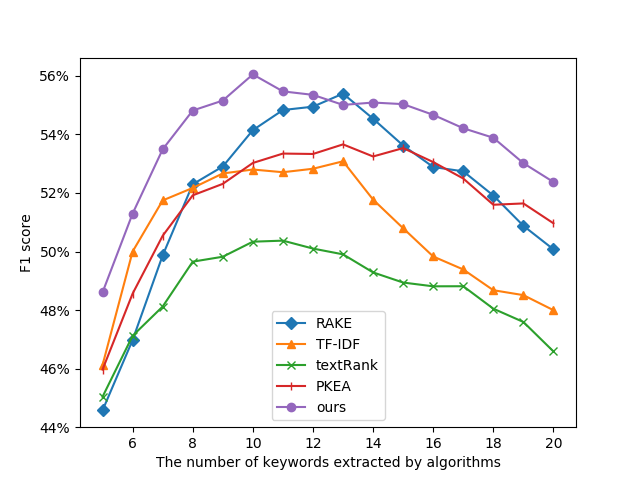 56%
54%
52%
50%
48%
46%
44%
F1 score
RAKE
TF-IDF
textRank
PKEA
ours
6 8 10 12 14 16 18 20
The number of keywords extracted by algorithms